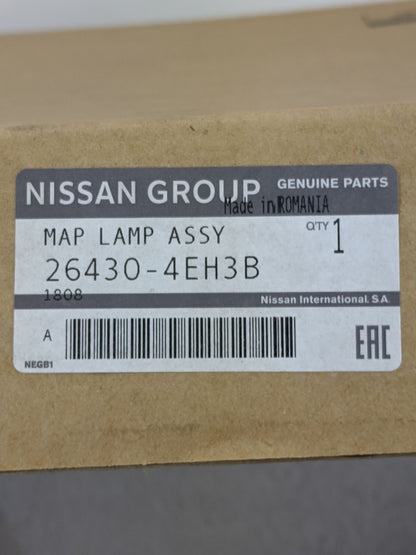 NISSAN GROUP GENUINE PARTS
Made in ROMANIA
MAP LAMP ASSY QTY 1
26430-4EH3B
1808 Nissan International. S.A.
A EAC
NEGB1